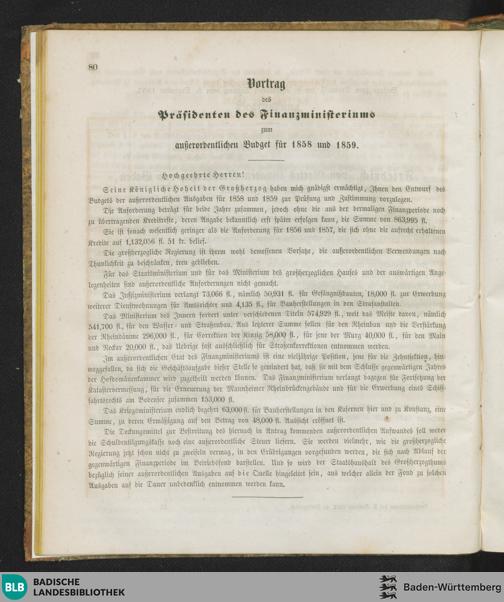 80
Vortrag
des
Präsidenten des Finanzministeriums
zum
außerordentlichen Budget für 1858 und 1859.
Hochgeehrte Herren!
Seine Königliche Hoheit der Großherzog haben mich gnädigst ermächtigt, Ihnen den Entwurf des
Budgets der außerordentlichen Ausgaben für 1858 und 1859 zur Prüfung und Zustimmung vorzulegen.
Die Anforderung beträgt für beide Jahre zusammen, jedoch ohne die aus der dermaligen Finanzperiode noch
zu übertragenden Kreditreste, deren Angabe bekanntlich erst später erfolgen kann, die Summe von 863,995 fl.
Sie ist sonach wesentlich geringer als die Anforderung für 1856 und 1857, die sich ohne die aufrecht erhaltenen
Kredite auf 1,132,056 fl. 51 kr. belief.
Die großherzogliche Regierung ist ihrem wohl bemessenen Vorsatze, die außerordentlichen Verwendungen nach
Thunlichkeit zu beschränken, treu geblieben.
Für das Staatsministerium und für das Ministerium des großherzoglichen Hauses und der auswärtigen Ange-
legenheiten sind außerordentliche Anforderungen nicht gemacht.
Das Justizministerium verlangt 73,066 fl., nämlich 50,931 fl. für Gefängnißbauten, 18,000 fl. zur Erwerbung
weiterer Dienstwohnungen für Amtsrichter und 4,135 fl. für Bauherstellungen in den Strafanstalten.
Das Ministerium des Innern fordert unter verschiedenen Titeln 574,929 fl., weit das Meiste davon, nämlich
541,700 fl., für den Wasser- und Straßenbau. Aus letzterer Summe sollen für den Rheinbau und die Verstärkung
der Rheindämme 296,000 fl., für Correktion der Kinzig 58,000 fl., für jene der Murg 40,000 fl., für den Main
und Neckar 20,000 fl., das Uebrige fast ausschließlich für Straßenkorrektionen entnommen werden.
Im außerordentlichen Etat des Finanzministeriums ist eine vieljährige Position, jene für die Zehntsektion, hin-
weggefallen, da sich die Geschäftsaufgabe dieser Stelle so gemindert hat, daß sie mit dem Schlusse gegenwärtigen Jahres
der Hofdomänenkammer wird zugetheilt werden können. Das Finanzministerium verlangt dagegen für Fortsetzung der
Katastervermessung, für die Erneuerung der Mannheimer Rheinbrückengebäude und für die Erwerbung eines Schiff-
fahrtsrechts am Bodensee zusammen 153,000 fl.
Das Kriegsministerium endlich begehrt 63,000 fl. für Bauherstellungen in den Kasernen hier und zu Konstanz, eine
Summe, zu deren Ermäßigung auf den Betrag von 48,000 fl. Aussicht eröffnet ist.
Die Deckungsmittel zur Bestreitung des hiernach in Antrag kommenden außerordentlichen Aufwandes soll weder
die Schuldentilgungskasse noch eine außerordentliche Steuer liefern. Sie werden vielmehr, wie die großherzogliche
Regierung jetzt schon nicht zu zweifeln vermag, in den Erübrigungen vorgefunden werden, die sich nach Ablauf der
gegenwärtigen Finanzperiode im Betriebsfond darstellen. Und so wird der Staatshaushalt des Großherzogthums
bezüglich seiner außerordentlichen Ausgaben auf die Quelle hingeleitet sein, aus welcher allein der Fond zu solchen
Ausgaben auf die Dauer unbedenklich entnommen werden kann.
BLB
BADISCHE
LANDESBIBLIOTHEK
Baden-Württemberg